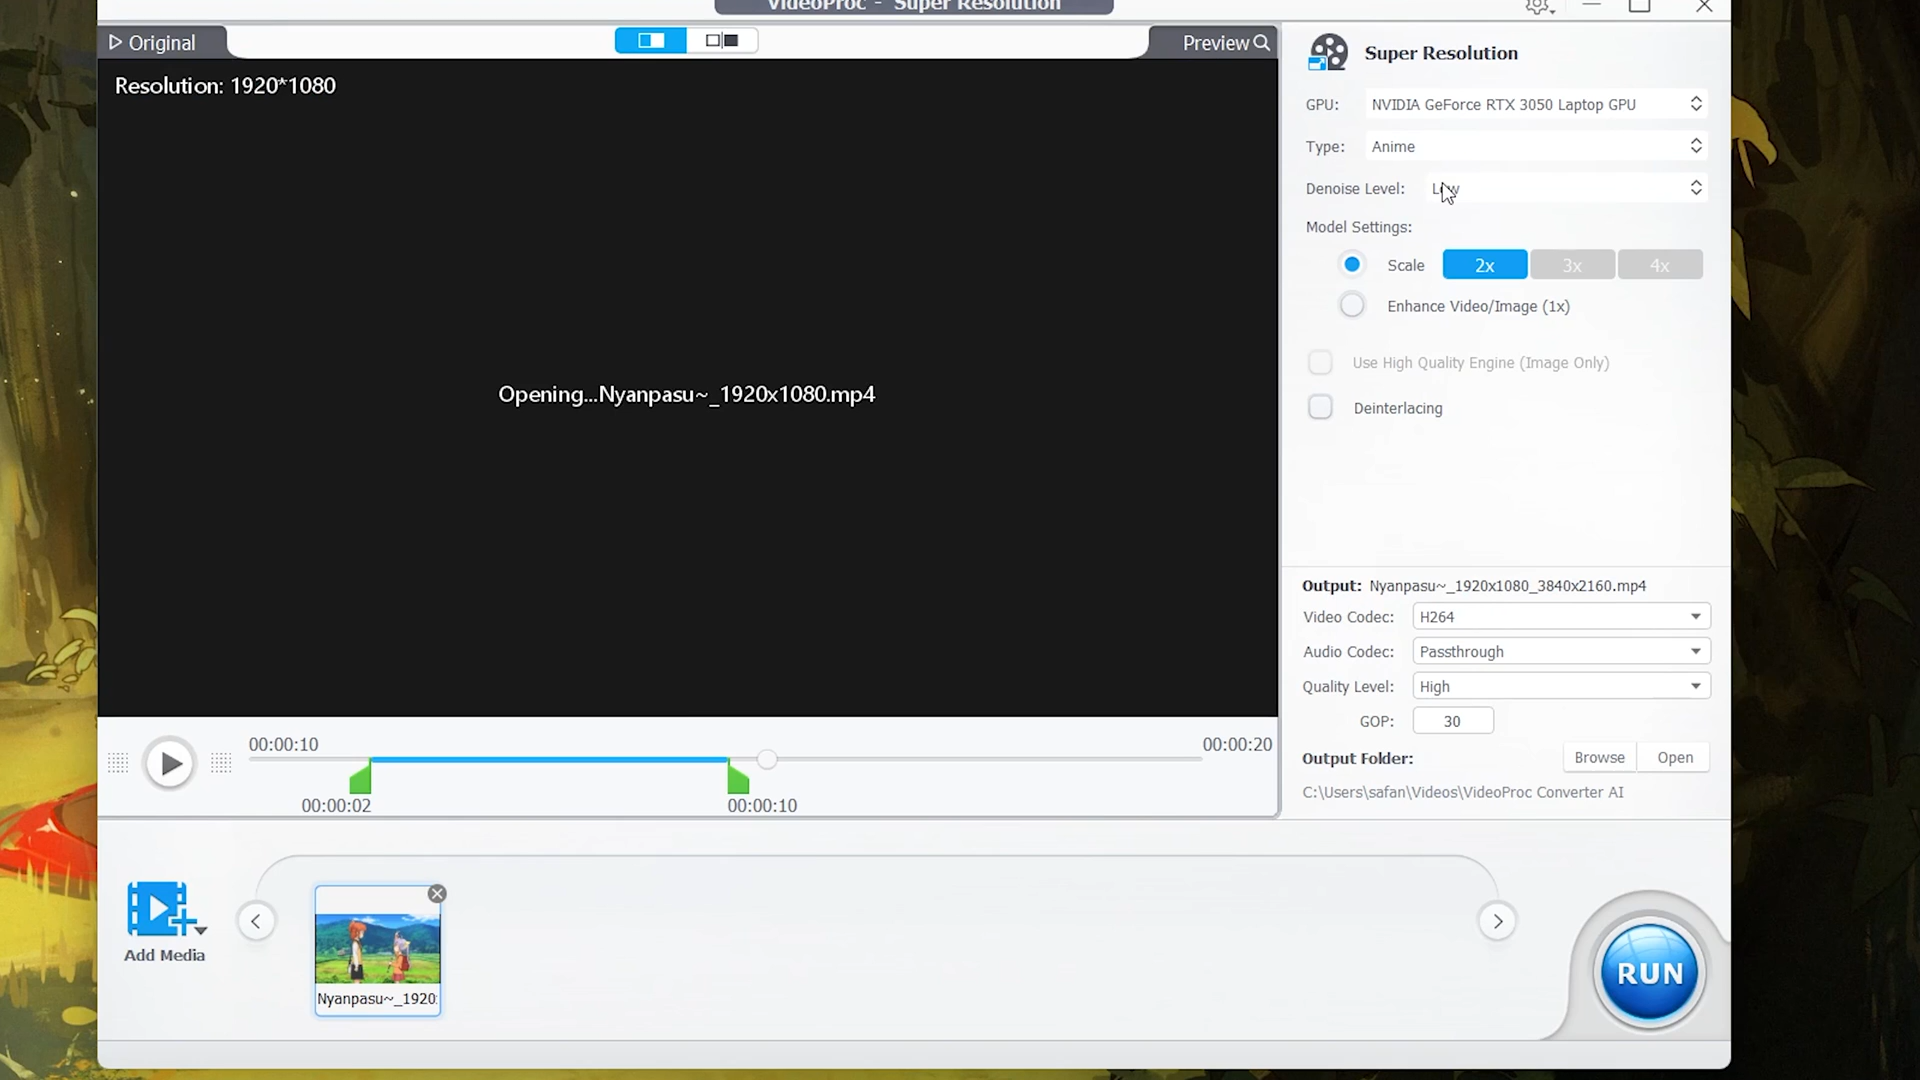 VideoProc - Super Resolution
Original
Preview
Resolution: 1920*1080
Opening...Nyanpasu~_1920x1080.mp4
00:00:10
00:00:20
00:00:02
00:00:10
Super Resolution
GPU: NVIDIA GeForce RTX 3050 Laptop GPU
Type: Anime
Denoise Level: Low
Model Settings:
Scale 2x 3x 4x
Enhance Video/Image (1x)
Use High Quality Engine (Image Only)
Deinterlacing
Output: Nyanpasu~_1920x1080_3840x2160.mp4
Video Codec: H264
Audio Codec: Passthrough
Quality Level: High
GOP: 30
Output Folder: Browse Open
C:\Users\safan\Videos\VideoProc Converter AI
Add Media
Nyanpasu~_1920
RUN